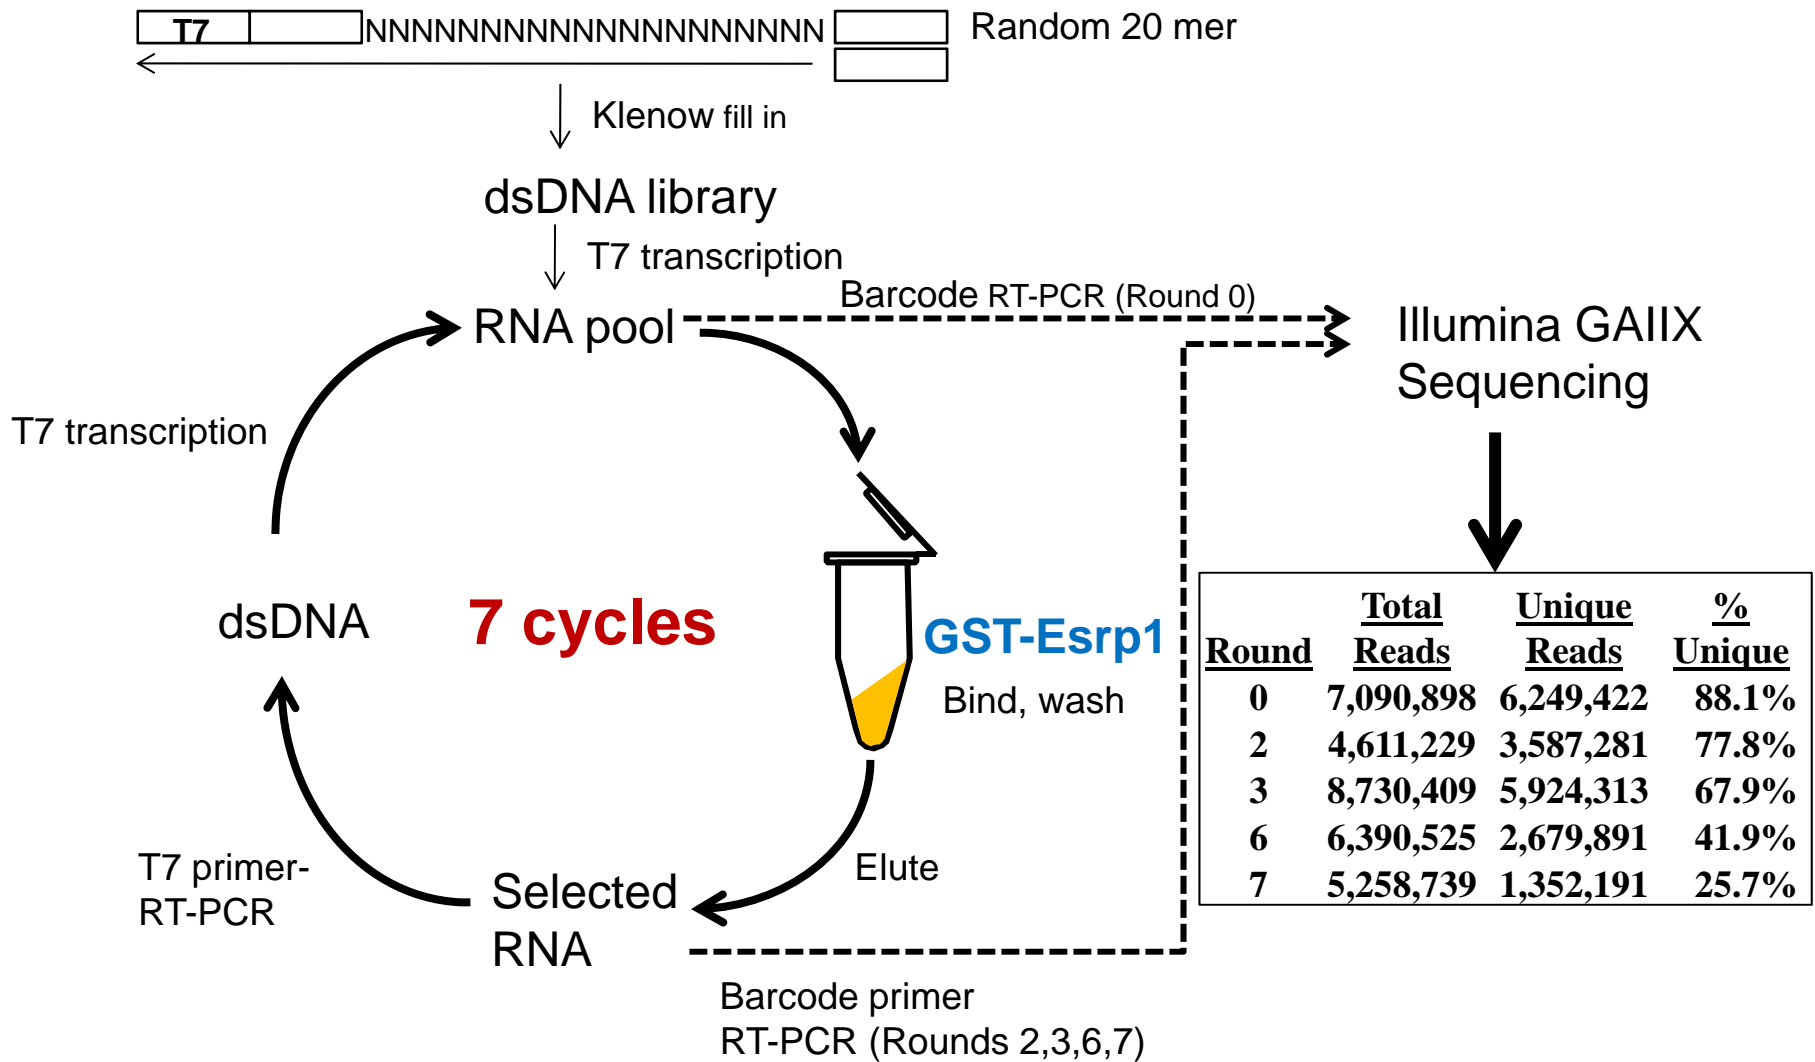 T7 NNNNNNNNNNNNNNNNNNNN Random 20 mer
Klenow fill in
dsDNA library
T7 transcription
Barcode RT-PCR (Round 0)
RNA pool
Illumina GAIIX
Sequencing
T7 transcription
dsDNA
7 cycles
GST-Esrp1
Bind, wash
Elute
T7 primer-
RT-PCR
Selected
RNA
Barcode primer
RT-PCR (Rounds 2,3,6,7)
Total Unique %
Round Reads Reads Unique
0 7,090,898 6,249,422 88.1%
2 4,611,229 3,587,281 77.8%
3 8,730,409 5,924,313 67.9%
6 6,390,525 2,679,891 41.9%
7 5,258,739 1,352,191 25.7%